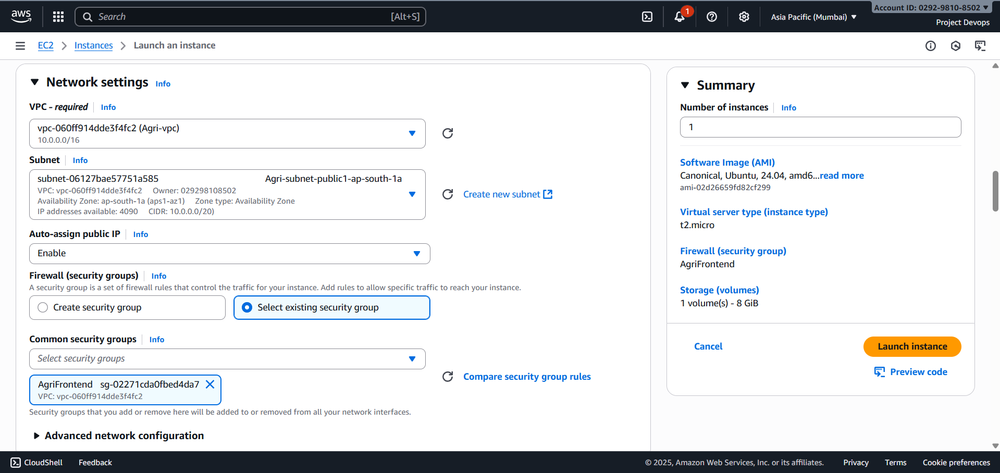 aws
Search
[Alt+S]
1
Asia Pacific (Mumbai)
Account ID: 0292-9810-8502
Project Devops
EC2
Instances
Launch an instance
Network settings Info
VPC - required Info
vpc-060ff914dde3f4fc2 (Agri-vpc)
10.0.0.0/16
Subnet Info
subnet-06127bae57751a585 Agri-subnet-public1-ap-south-1a
VPC: vpc-060ff914dde3f4fc2 Owner: 029298108502
Availability Zone: ap-south-1a (aps1-az1) Zone type: Availability Zone
IP addresses available: 4090 CIDR: 10.0.0.0/20)
Create new subnet
Auto-assign public IP Info
Enable
Firewall (security groups) Info
A security group is a set of firewall rules that control the traffic for your instance. Add rules to allow specific traffic to reach your instance.
Create security group
Select existing security group
Common security groups Info
Select security groups
AgriFrontend sg-02271cda0fbed4da7
VPC: vpc-060ff914dde3f4fc2
Compare security group rules
Security groups that you add or remove here will be added to or removed from all your network interfaces.
Advanced network configuration
Summary
Number of instances Info
1
Software Image (AMI)
Canonical, Ubuntu, 24.04, amd6...read more
ami-02d26659fd82cf299
Virtual server type (instance type)
t2.micro
Firewall (security group)
AgriFrontend
Storage (volumes)
1 volume(s) - 8 GiB
Cancel
Launch instance
Preview code
CloudShell
Feedback
© 2025, Amazon Web Services, Inc. or its affiliates.
Privacy
Terms
Cookie preferences